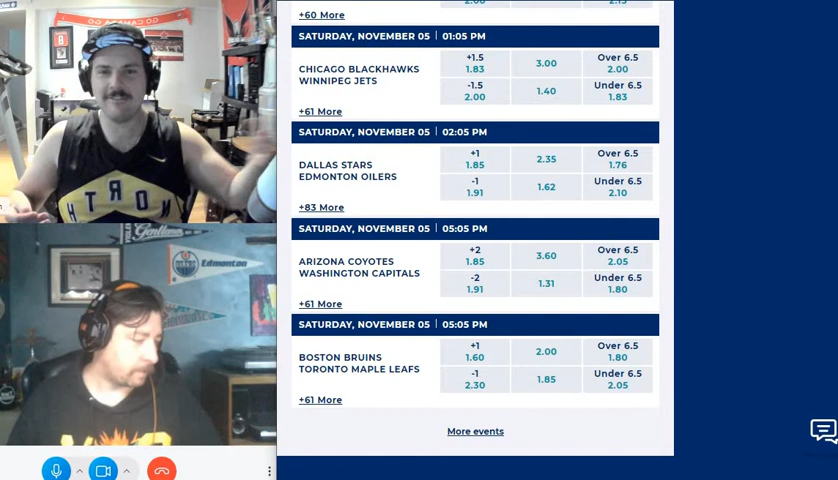 +60 More
SATURDAY, NOVEMBER 05 | 01:05 PM
CHICAGO BLACKHAWKS
WINNIPEG JETS
+1.5
1.83
3.00
Over 6.5
2.00
-1.5
2.00
1.40
Under 6.5
1.83
+61 More
SATURDAY, NOVEMBER 05 | 02:05 PM
DALLAS STARS
EDMONTON OILERS
+1
1.85
2.35
Over 6.5
1.76
-1
1.91
1.62
Under 6.5
2.10
+83 More
SATURDAY, NOVEMBER 05 | 05:05 PM
ARIZONA COYOTES
WASHINGTON CAPITALS
+2
1.85
3.60
Over 6.5
2.05
-2
1.91
1.31
Under 6.5
1.80
+61 More
SATURDAY, NOVEMBER 05 | 05:05 PM
BOSTON BRUINS
TORONTO MAPLE LEAFS
+1
1.60
2.00
Over 6.5
1.80
-1
2.30
1.85
Under 6.5
2.05
+61 More
More events
NORTH
Gentlemen
Edmonton